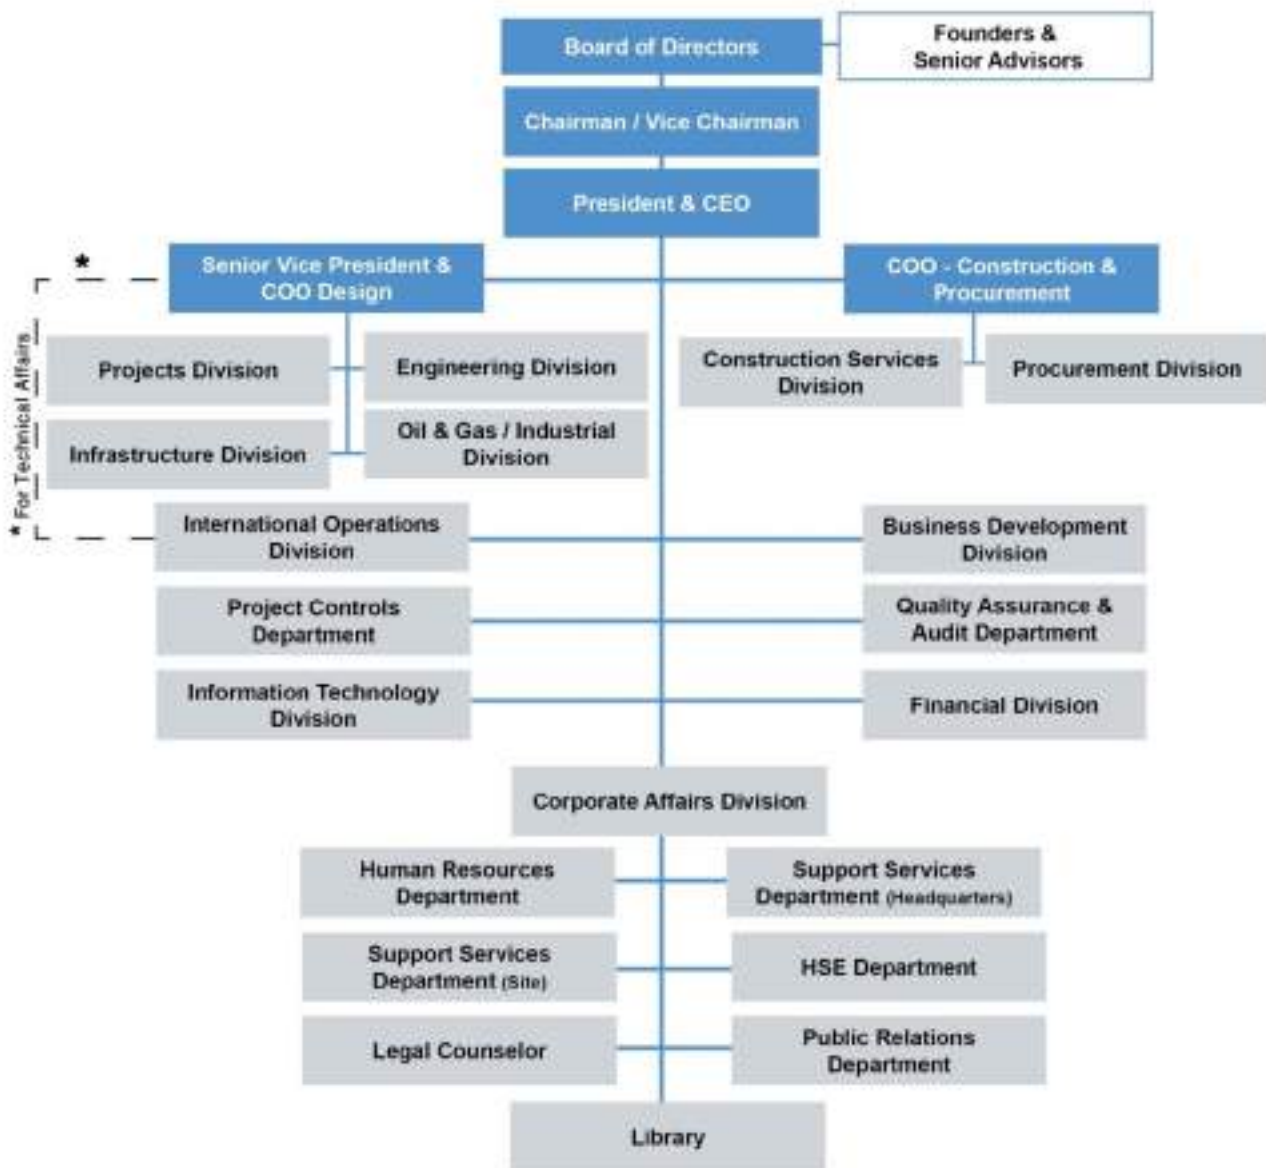 Board of Directors
Founders &
Senior Advisors
Chairman / Vice Chairman
President & CEO
*
Senior Vice President &
COO Design
COO - Construction &
Procurement
* For Technical Affairs
Projects Division
Engineering Division
Construction Services
Division
Procurement Division
Infrastructure Division
Oil & Gas / Industrial
Division
International Operations
Division
Business Development
Division
Project Controls
Department
Quality Assurance &
Audit Department
Information Technology
Division
Financial Division
Corporate Affairs Division
Human Resources
Department
Support Services
Department (Headquarters)
Support Services
Department (Site)
HSE Department
Legal Counselor
Public Relations
Department
Library